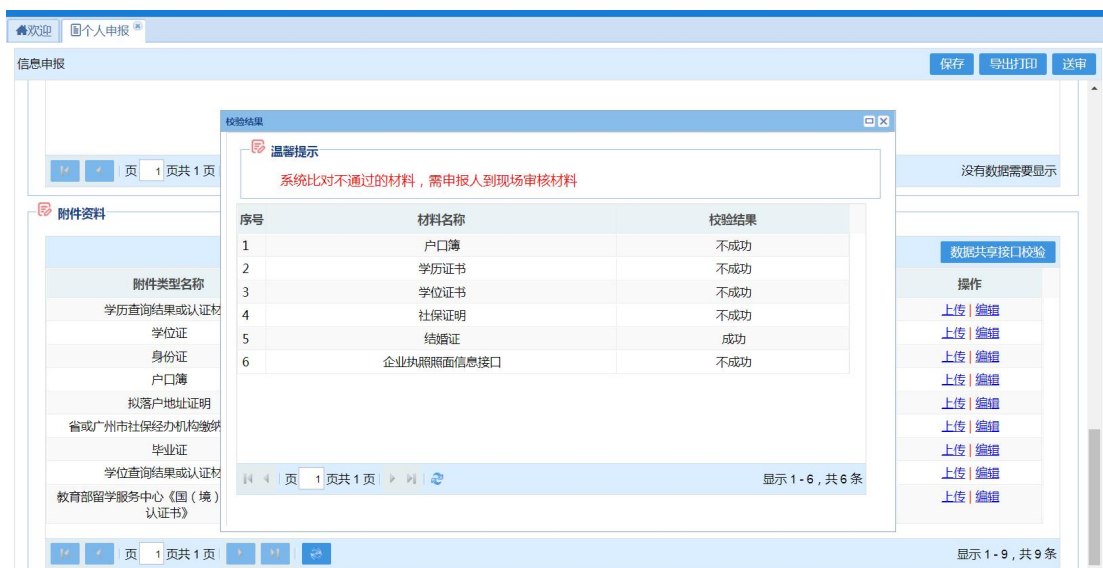 欢迎 个人申报
信息申报 保存 导出打印 送审
校验结果
温馨提示
系统比对不通过的材料，需申报人到现场审核材料
页 1 页共1页 没有数据需要显示
附件资料
序号 材料名称 校验结果
1 户口簿 不成功
2 学历证书 不成功
3 学位证书 不成功
4 社保证明 不成功
5 结婚证 成功
6 企业执照照面信息接口 不成功
页 1 页共1页 显示1-6，共6条
数据共享接口校验
附件类型名称 操作
学历查询结果或认证材 上传|编辑
学位证 上传|编辑
身份证 上传|编辑
户口簿 上传|编辑
拟落户地址证明 上传|编辑
省或广州市社保经办机构缴纳 上传|编辑
毕业证 上传|编辑
学位查询结果或认证材 上传|编辑
教育部留学服务中心《国（境） 上传|编辑
认证书》
页 1 页共1页 显示1-9，共9条